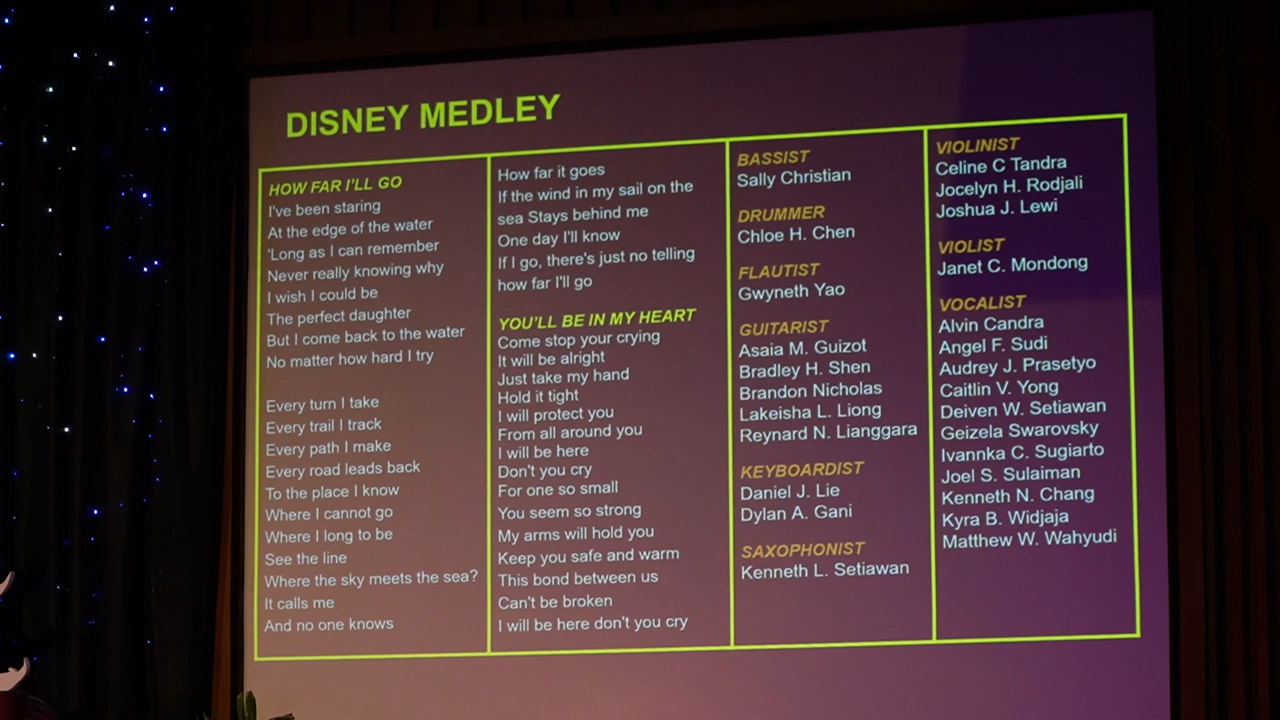 DISNEY MEDLEY
HOW FAR I'LL GO
I've been staring
At the edge of the water
'Long as I can remember
Never really knowing why
I wish I could be
The perfect daughter
But I come back to the water
No matter how hard I try
Every turn I take
Every trail I track
Every path I make
Every road leads back
To the place I know
Where I cannot go
Where I long to be
See the line
Where the sky meets the sea?
It calls me
And no one knows
How far it goes
If the wind in my sail on the
sea Stays behind me
One day I'll know
If I go, there's just no telling
how far I'll go
YOU'LL BE IN MY HEART
Come stop your crying
It will be alright
Just take my hand
Hold it tight
I will protect you
From all around you
I will be here
Don't you cry
For one so small
You seem so strong
My arms will hold you
Keep you safe and warm
This bond between us
Can't be broken
I will be here don't you cry
BASSIST
Sally Christian
DRUMMER
Chloe H. Chen
FLAUTIST
Gwyneth Yao
GUITARIST
Asaia M. Guizot
Bradley H. Shen
Brandon Nicholas
Lakeisha L. Liong
Reynard N. Lianggara
KEYBOARDIST
Daniel J. Lie
Dylan A. Gani
SAXOPHONIST
Kenneth L. Setiawan
VIOLINIST
Celine C Tandra
Jocelyn H. Rodjali
Joshua J. Lewi
VIOLIST
Janet C. Mondong
VOCALIST
Alvin Candra
Angel F. Sudi
Audrey J. Prasetyo
Caitlin V. Yong
Deiven W. Setiawan
Geizela Swarovsky
Ivannka C. Sugiarto
Joel S. Sulaiman
Kenneth N. Chang
Kyra B. Widjaja
Matthew W. Wahyudi